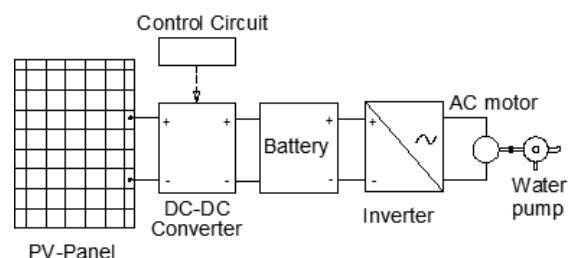 Control Circuit
AC motor
+
+
+
+
Battery
-
-
-
-
DC-DC
Converter
Inverter
Water
pump
PV-Panel